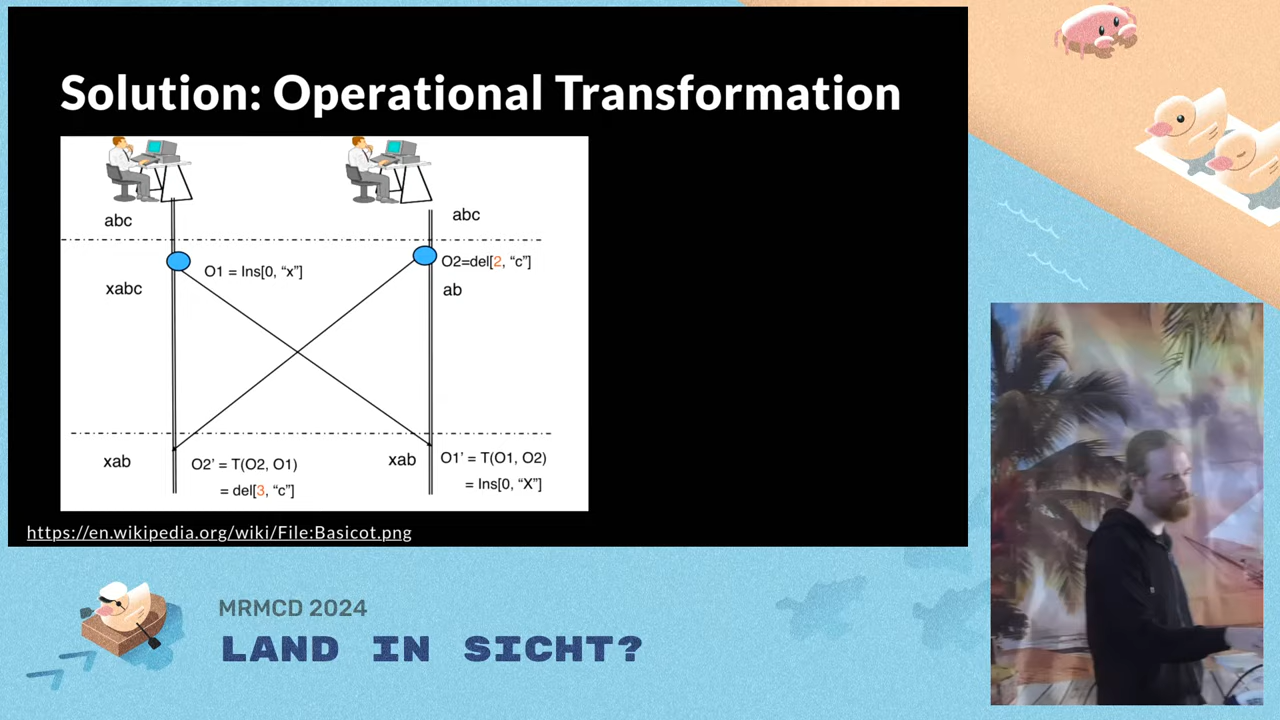 Solution: Operational Transformation
abc
abc
O1 = Ins[0, “x”]
O2=del[2, “c”]
xabc
ab
xab
O2’ = T(O2, O1)
= del[3, “c”]
xab
O1’ = T(O1, O2)
= Ins[0, “X”]
https://en.wikipedia.org/wiki/File:Basicot.png
MRMCD 2024
LAND IN SICHT?